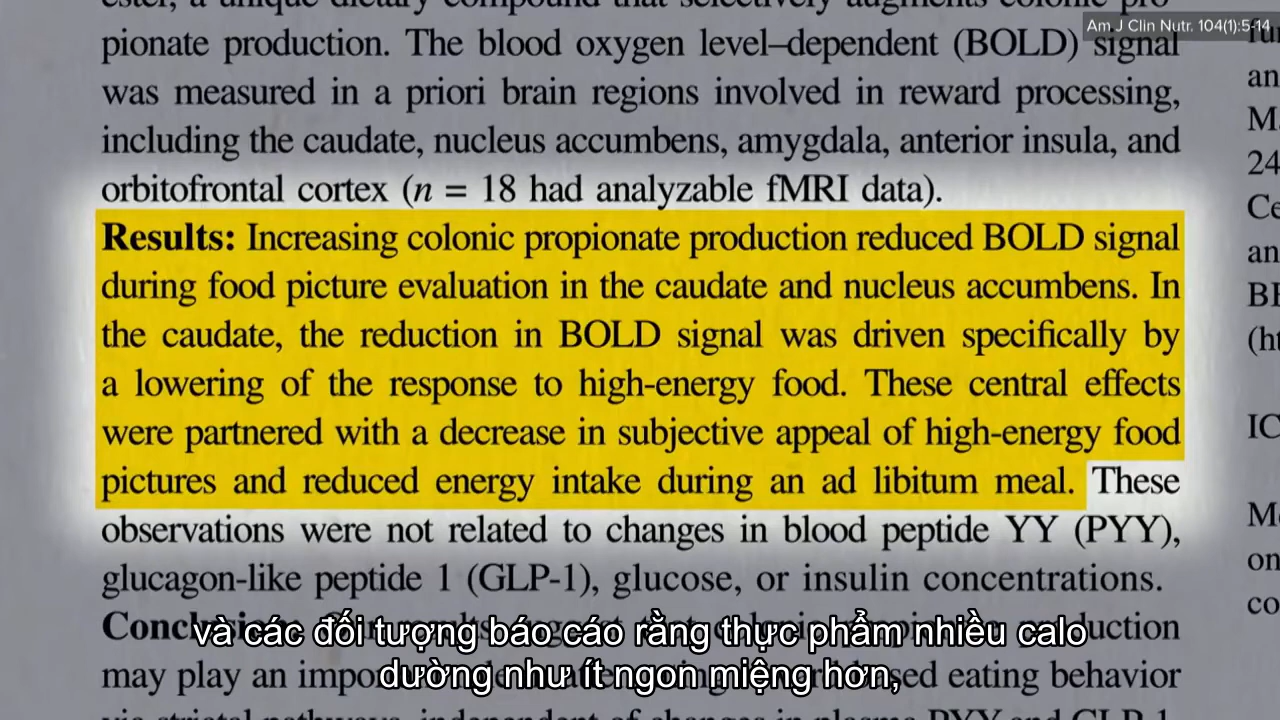 Am J Clin Nutr. 104(1):5-14
pionate production. The blood oxygen level–dependent (BOLD) signal
was measured in a priori brain regions involved in reward processing,
including the caudate, nucleus accumbens, amygdala, anterior insula, and
orbitofrontal cortex (n = 18 had analyzable fMRI data).
Results: Increasing colonic propionate production reduced BOLD signal
during food picture evaluation in the caudate and nucleus accumbens. In
the caudate, the reduction in BOLD signal was driven specifically by
a lowering of the response to high-energy food. These central effects
were partnered with a decrease in subjective appeal of high-energy food
pictures and reduced energy intake during an ad libitum meal. These
observations were not related to changes in blood peptide YY (PYY),
glucagon-like peptide 1 (GLP-1), glucose, or insulin concentrations.
và các đối tượng báo cáo rằng thực phẩm nhiều calo
may play an
eating behavior
dường như ít ngon miệng hơn,